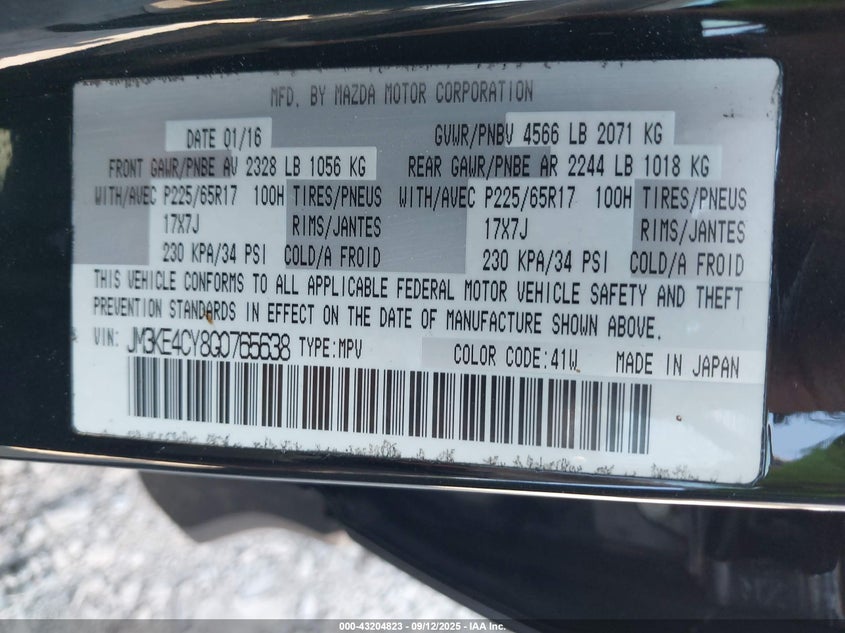 MFD. BY MAZDA MOTOR CORPORATION
DATE 01/16 GVWR/PNBV 4566 LB 2071 KG
FRONT GAWR/PNBE AV 2328 LB 1056 KG REAR GAWR/PNBE AR 2244 LB 1018 KG
WITH/AVEC P225/65R17 100H TIRES/PNEUS WITH/AVEC P225/65R17 100H TIRES/PNEUS
17X7J RIMS/JANTES 17X7J RIMS/JANTES
230 KPA/34 PSI COLD/A FROID 230 KPA/34 PSI COLD/A FROID
THIS VEHICLE CONFORMS TO ALL APPLICABLE FEDERAL MOTOR VEHICLE SAFETY AND THEFT
PREVENTION STANDARDS IN EFFECT ON THE DATE OF MANUFACTURE SHOWN ABOVE.
VIN: JM3KE4CY8G0765638 TYPE:MPV COLOR CODE:41W MADE IN JAPAN
000-43204823 - 09/12/2025 - IAA Inc.